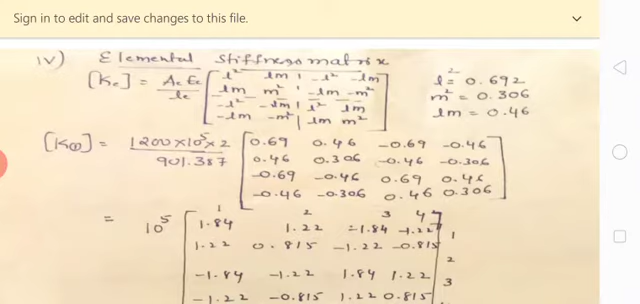 Sign in to edit and save changes to this file.
iv) Elemental Stiffness matrix
[Ke] = AeEe/le [l² lm -l² -lm] l² = 0.692
lm m² -lm -m² m² = 0.306
-l² -lm l² lm lm = 0.46
-lm -m² lm m²
[K①] = 1200×10⁵×2/901.387 [0.69 0.46 -0.69 -0.46
0.46 0.306 -0.46 -0.306
-0.69 -0.46 0.69 0.46
-0.46 -0.306 0.46 0.306]
1 2 3 4
= 10⁵ [1.84 1.22 -1.84 -1.22] 1
1.22 0.815 -1.22 -0.815 2
-1.84 -1.22 1.84 1.22 3
-1.22 -0.815 1.22 0.815